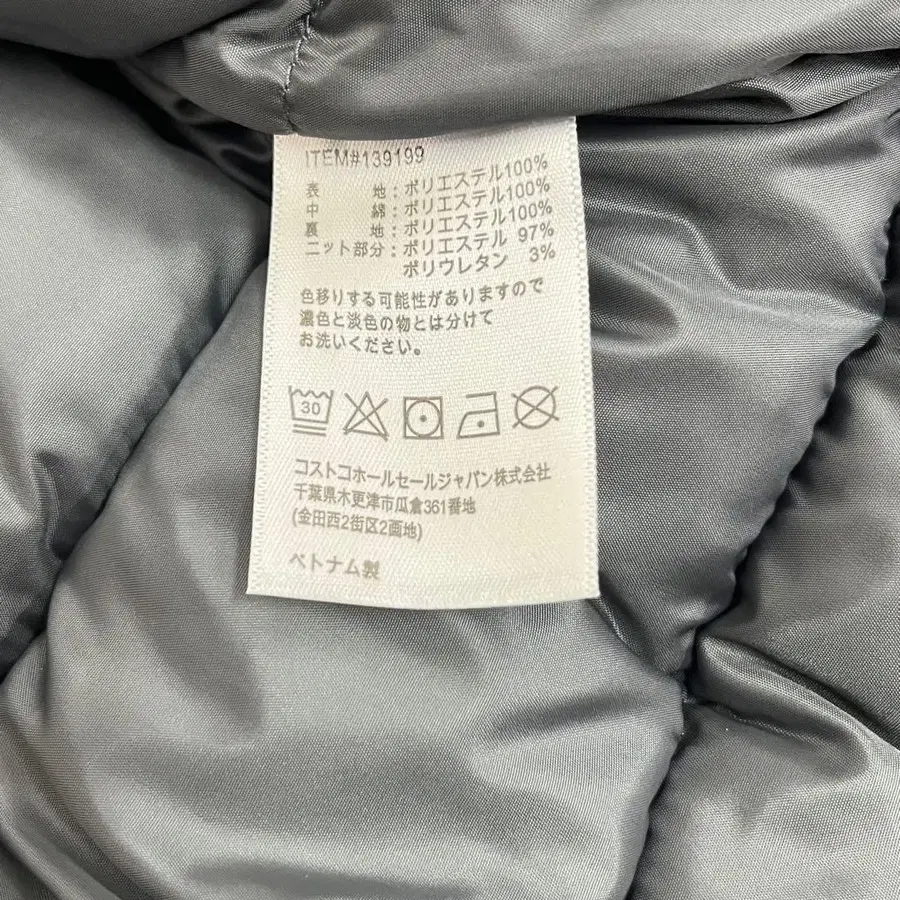 ITEM#139199
表 地：ポリエステル100%
中 綿：ポリエステル100%
裏 地：ポリエステル100%
ニット部分：ポリエステル 97%
ポリウレタン 3%
色移りする可能性がありますので
濃色と淡色の物とは分けて
お洗いください。
30
コストコホールセールジャパン株式会社
千葉県木更津市瓜倉361番地
(金田西2街区2画地)
ベトナム製